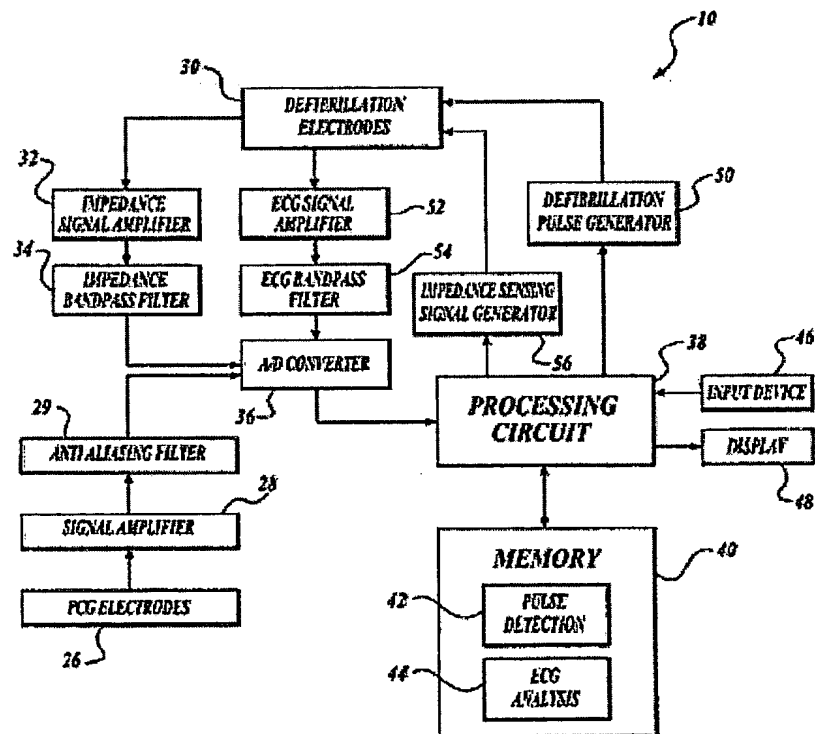 10
30
DEFIBRILLATION
ELECTRODES
32
IMPEDANCE
SIGNAL AMPLIFIER
ECG SIGNAL
AMPLIFIER
52
50
DEFIBRILLATION
PULSE GENERATOR
34
IMPEDANCE
BANDPASS FILTER
ECG BANDPASS
FILTER
54
IMPEDANCE SENSING
SIGNAL GENERATOR
56
A/D CONVERTER
36
38
PROCESSING
CIRCUIT
46
INPUT DEVICE
DISPLAY
48
29
ANTI ALIASING FILTER
28
SIGNAL AMPLIFIER
PCG ELECTRODES
26
MEMORY
40
42
PULSE
DETECTION
44
ECG
ANALYSIS